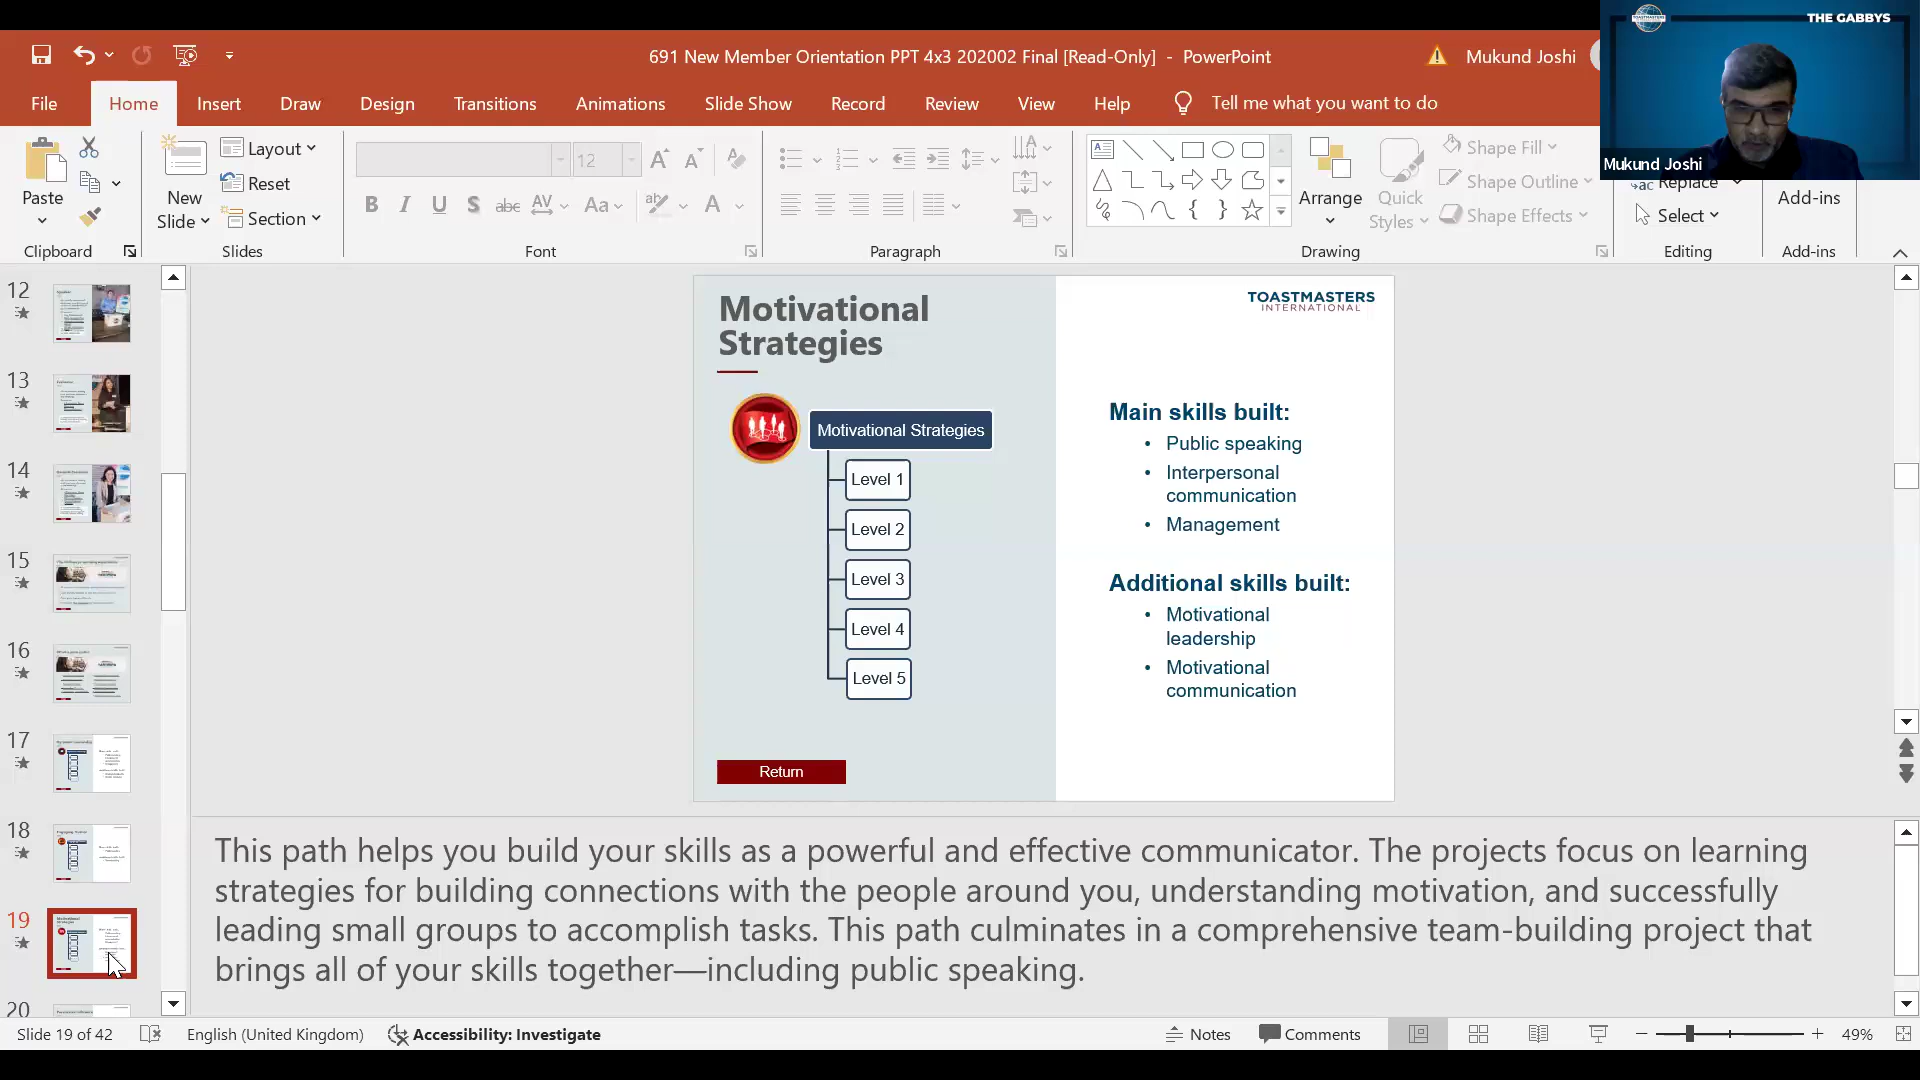 THE GABBYS
TOASTMASTERS
691 New Member Orientation PPT 4x3 202002 Final [Read-Only] - PowerPoint
Mukund Joshi
File Home Insert Draw Design Transitions Animations Slide Show Record Review View Help Tell me what you want to do
Mukund Joshi
Paste
New
Slide
Layout
Reset
Section
12
B I U S abc AV Aa A
Arrange
Quick
Styles
Shape Fill
Shape Outline
Shape Effects
Replace
Select
Add-ins
Clipboard Slides Font Paragraph Drawing Editing Add-ins
12
13
14
15
16
17
18
19
20
Motivational
Strategies
Motivational Strategies
Level 1
Level 2
Level 3
Level 4
Level 5
Return
TOASTMASTERS
INTERNATIONAL
Main skills built:
• Public speaking
• Interpersonal
communication
• Management
Additional skills built:
• Motivational
leadership
• Motivational
communication
This path helps you build your skills as a powerful and effective communicator. The projects focus on learning
strategies for building connections with the people around you, understanding motivation, and successfully
leading small groups to accomplish tasks. This path culminates in a comprehensive team-building project that
brings all of your skills together—including public speaking.
Slide 19 of 42 English (United Kingdom) Accessibility: Investigate Notes Comments 49%